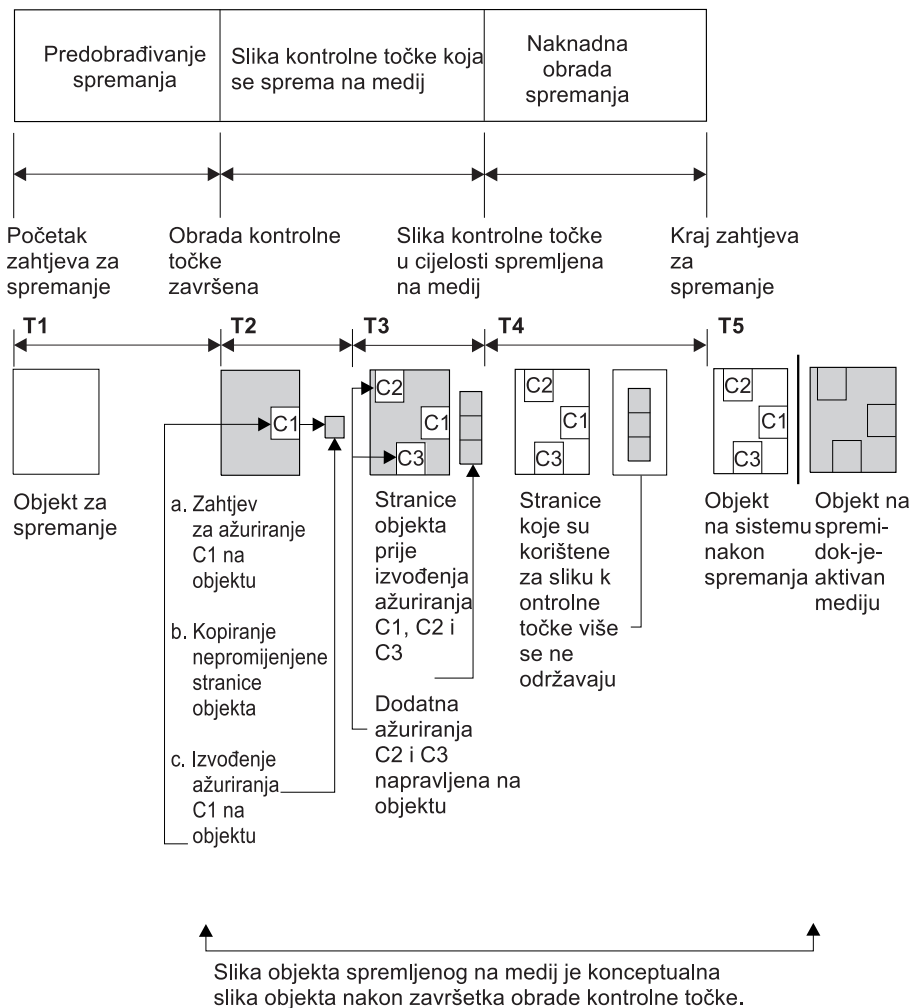 Predobrađivanje
spremanja
Slika kontrolne točke koja
se sprema na medij
Naknadna
obrada
spremanja
Početak
zahtjeva za
spremanje
Obrada kontrolne
točke
završena
Slika kontrolne točke
u cijelosti spremljena
na medij
Kraj zahtjeva
za
spremanje
T1
T2
T3
T4
T5
C1
C2
C1
C3
C2
C1
C3
C2
C1
C3
Objekt za
spremanje
a. Zahtjev
za ažuriranje
C1 na
objektu
b. Kopiranje
nepromijenjene
stranice
objekta
c. Izvođenje
ažuriranja
C1 na
objektu
Stranice
objekta
prije
izvođenja
ažuriranja
C1, C2 i
C3
Dodatna
ažuriranja
C2 i C3
napravljena na
objektu
Stranice
koje su
korištene
za sliku k
ontrolne
točke više
se ne
održavaju
Objekt
na sistemu
nakon
spremanja
Objekt na
spremi-
dok-je-
aktivan
mediju
Slika objekta spremljenog na medij je konceptualna
slika objekta nakon završetka obrade kontrolne točke.